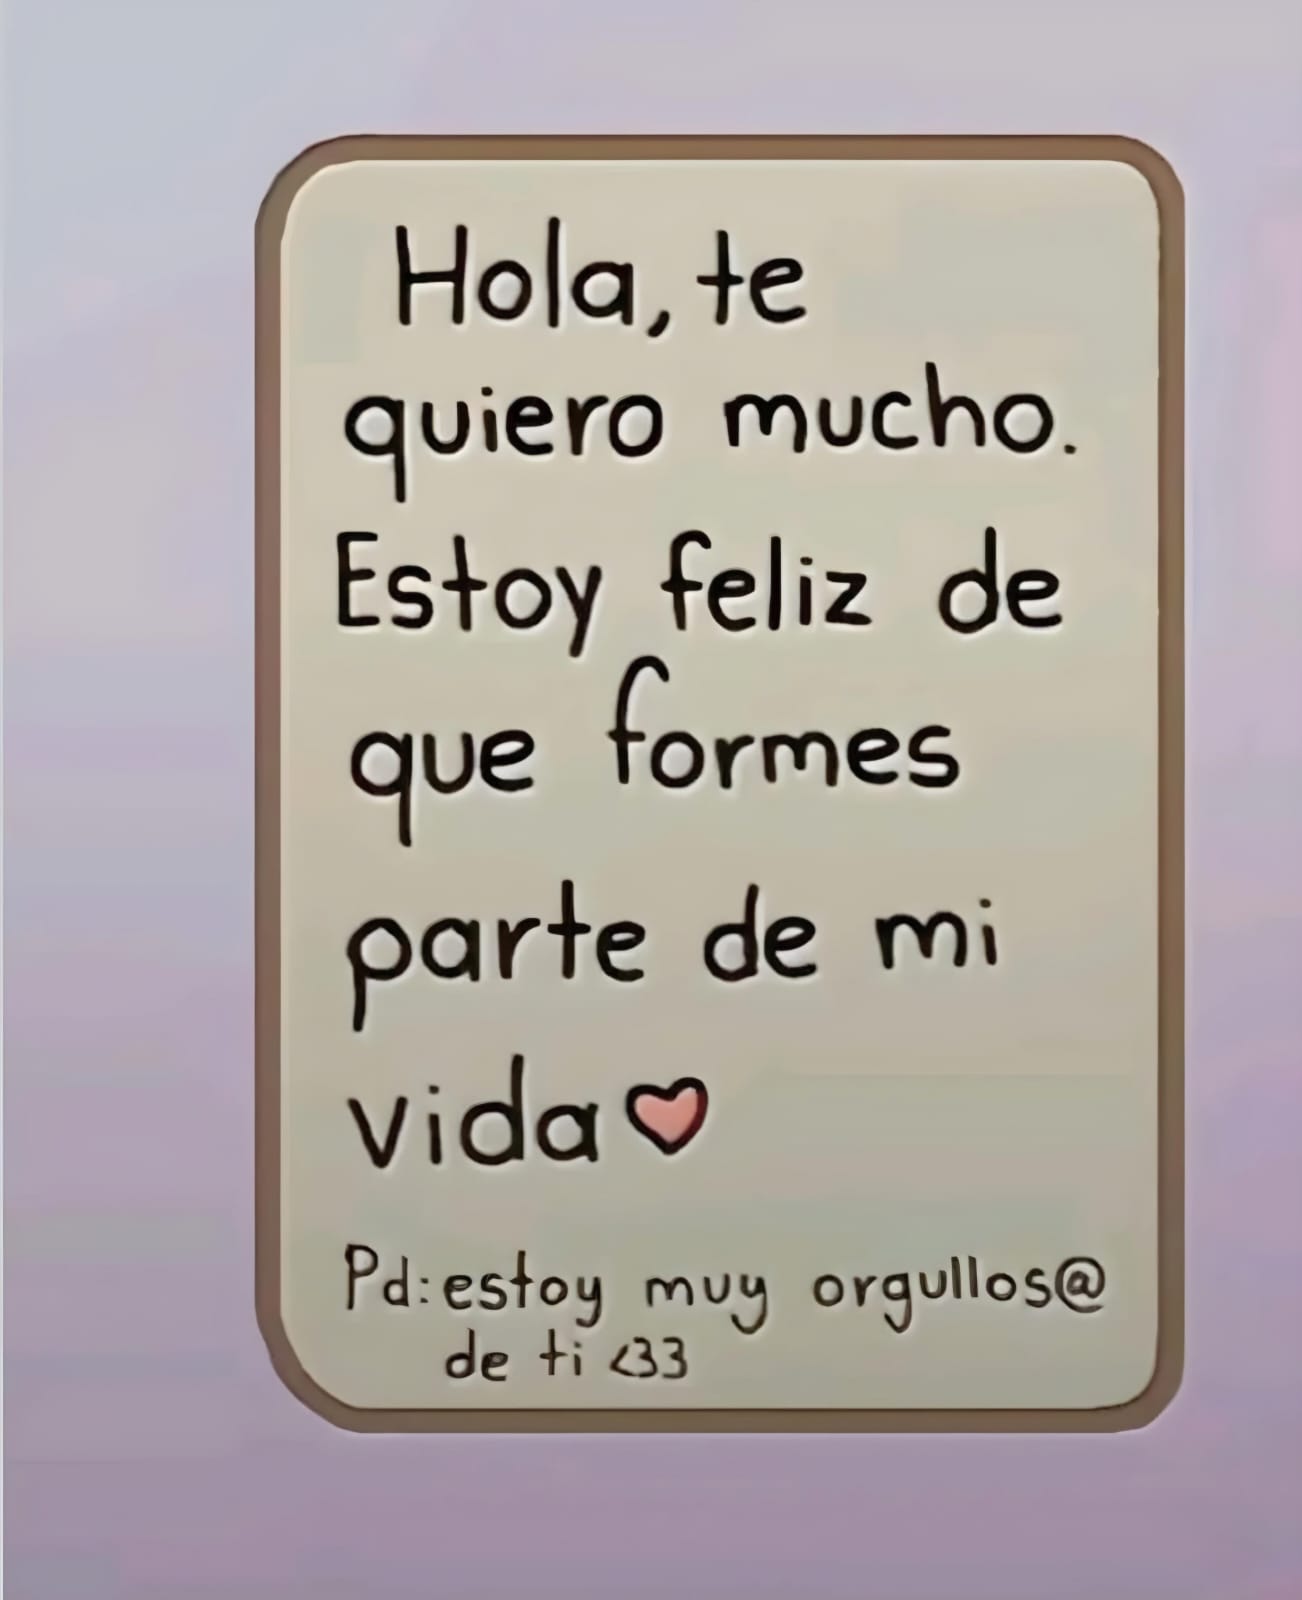 Hola, te
quiero mucho.
Estoy feliz de
que formes
parte de mi
vida♥
Pd: estoy muy orgullos@
de ti <33